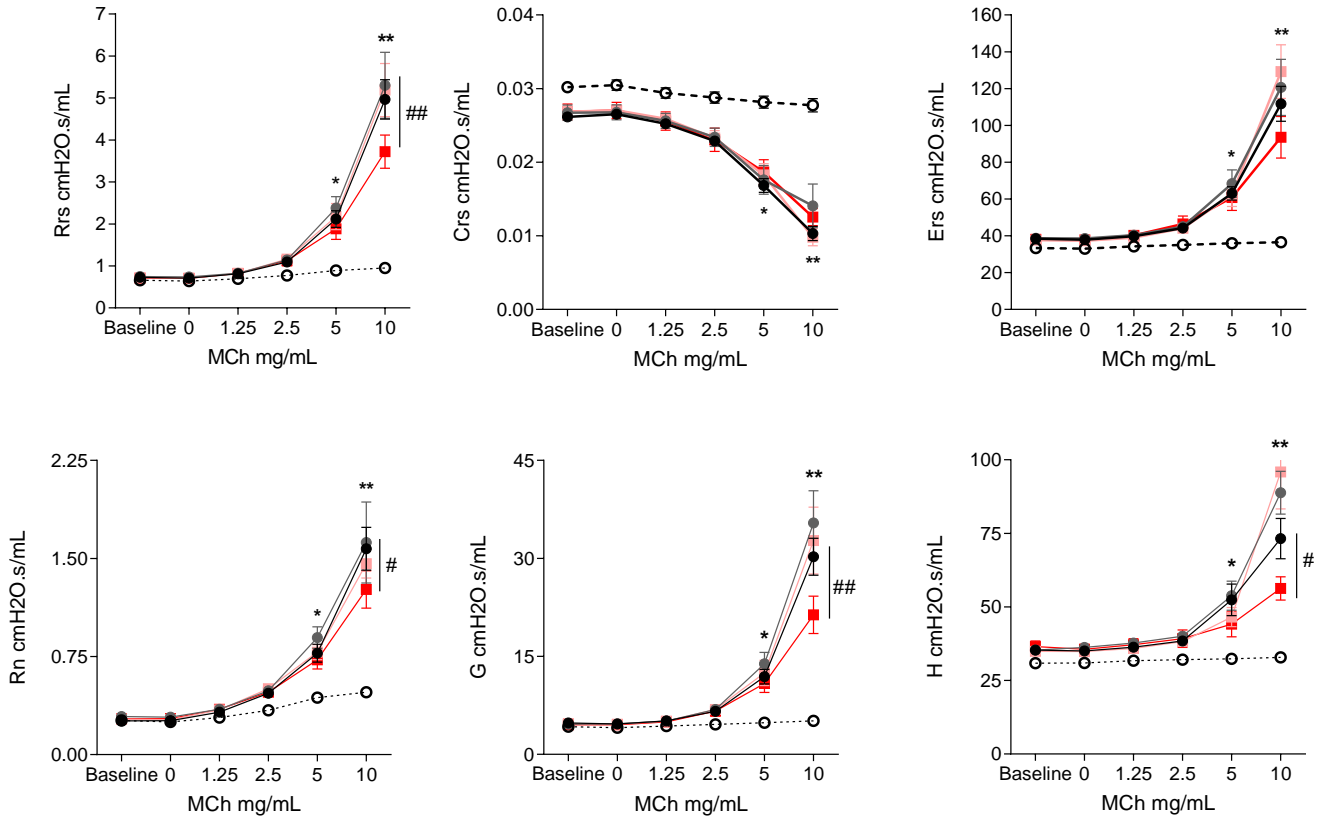 7
6
5
4
3
2
1
0
Rrs cmH2O.s/mL
**
*
##
Baseline 0 1.25 2.5 5 10
MCh mg/mL
0.04
0.03
0.02
0.01
0.00
Crs cmH2O.s/mL
*
**
Baseline 0 1.25 2.5 5 10
MCh mg/mL
160
140
120
100
80
60
40
20
0
Ers cmH2O.s/mL
**
*
Baseline 0 1.25 2.5 5 10
MCh mg/mL
2.25
1.50
0.75
0.00
Rn cmH2O.s/mL
**
*
#
Baseline 0 1.25 2.5 5 10
MCh mg/mL
45
30
15
0
G cmH2O.s/mL
**
*
##
Baseline 0 1.25 2.5 5 10
MCh mg/mL
100
75
50
25
0
H cmH2O.s/mL
**
*
#
Baseline 0 1.25 2.5 5 10
MCh mg/mL